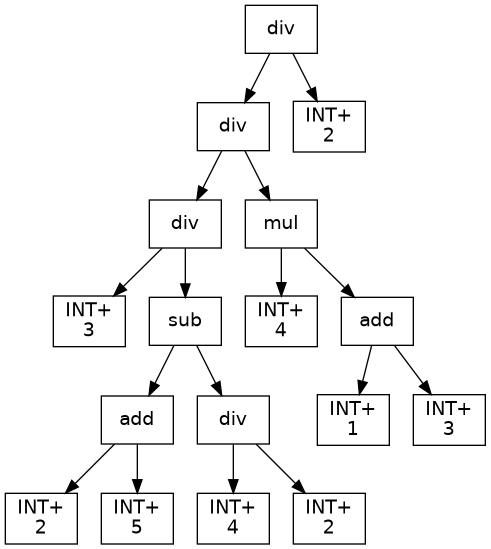 div
div
INT+
2
div
mul
INT+
3
sub
INT+
4
add
add
div
INT+
1
INT+
3
INT+
2
INT+
5
INT+
4
INT+
2